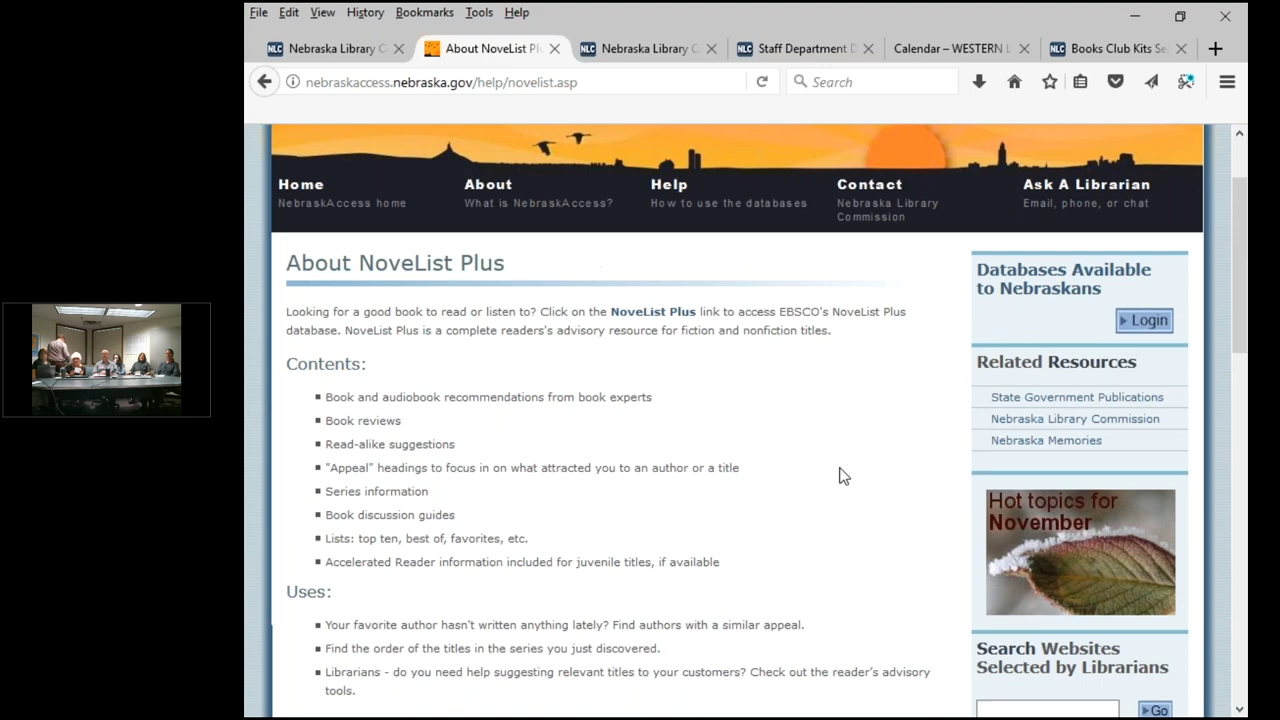 File Edit View History Bookmarks Tools Help
Nebraska Library C
About NoveList Pl
Nebraska Library C
Staff Department D
Calendar – WESTERN L
Books Club Kits Se
nebraskaccess.nebraska.gov/help/novelist.asp
Search
Home
NebraskAccess home
About
What is NebraskAccess?
Help
How to use the databases
Contact
Nebraska Library
Commission
Ask A Librarian
Email, phone, or chat
About NoveList Plus
Looking for a good book to read or listen to? Click on the NoveList Plus link to access EBSCO's NoveList Plus
database. NoveList Plus is a complete readers's advisory resource for fiction and nonfiction titles.
Contents:
Book and audiobook recommendations from book experts
Book reviews
Read-alike suggestions
"Appeal" headings to focus in on what attracted you to an author or a title
Series information
Book discussion guides
Lists: top ten, best of, favorites, etc.
Accelerated Reader information included for juvenile titles, if available
Uses:
Your favorite author hasn't written anything lately? Find authors with a similar appeal.
Find the order of the titles in the series you just discovered.
Librarians - do you need help suggesting relevant titles to your customers? Check out the reader's advisory
tools.
Databases Available
to Nebraskans
Login
Related Resources
State Government Publications
Nebraska Library Commission
Nebraska Memories
Hot topics for
November
Search Websites
Selected by Librarians
Go